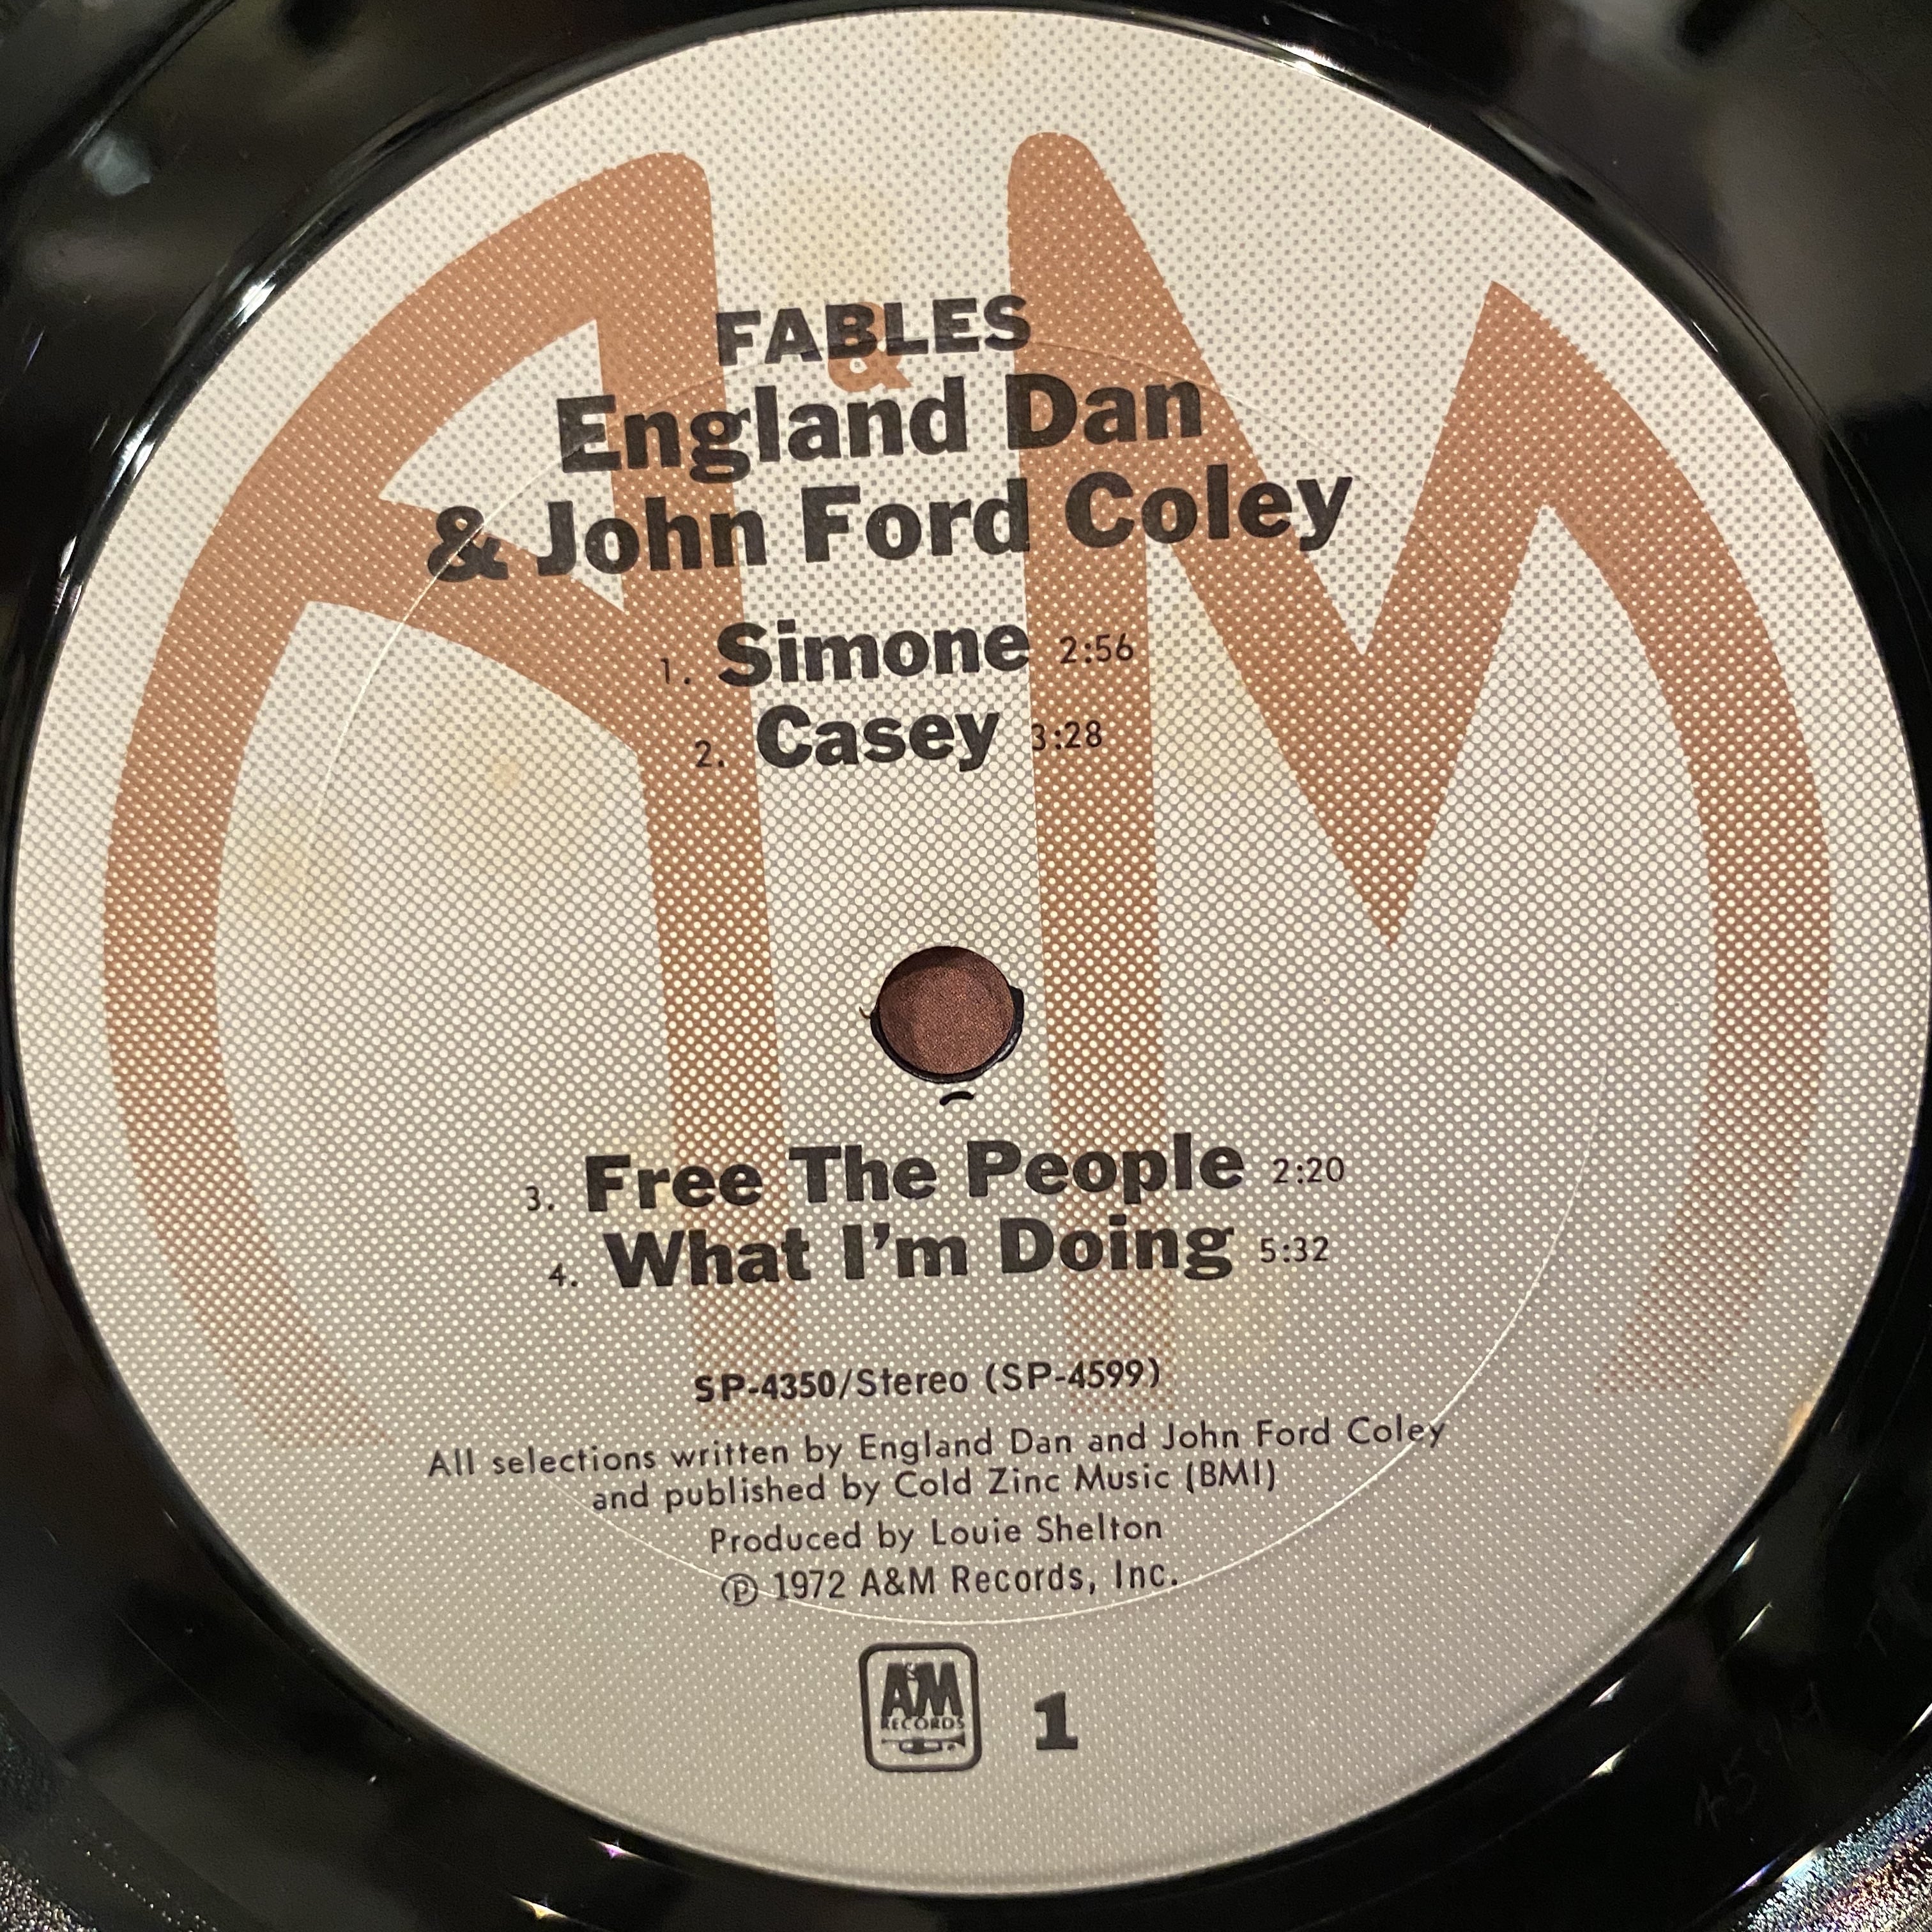 FABLES
England Dan
& John Ford Coley
1. Simone 2:56
2. Casey 3:28
3. Free The People 2:20
4. What I'm Doing 5:32
SP-4350/Stereo (SP-4599)
All selections written by England Dan and John Ford Coley
and published by Cold Zinc Music (BMI)
Produced by Louie Shelton
℗ 1972 A&M Records, Inc.
A&M
RECORDS
1
A&M